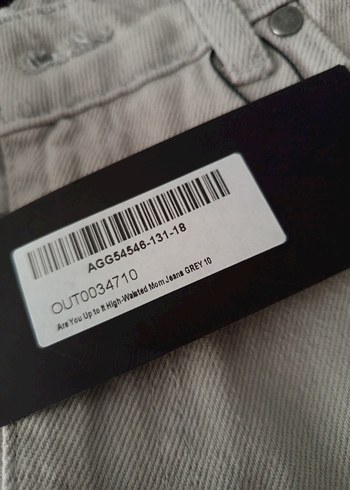 AGG54546-131-18
OUT0034710
Are You Up to It High-Waisted Mom Jeans GREY 10